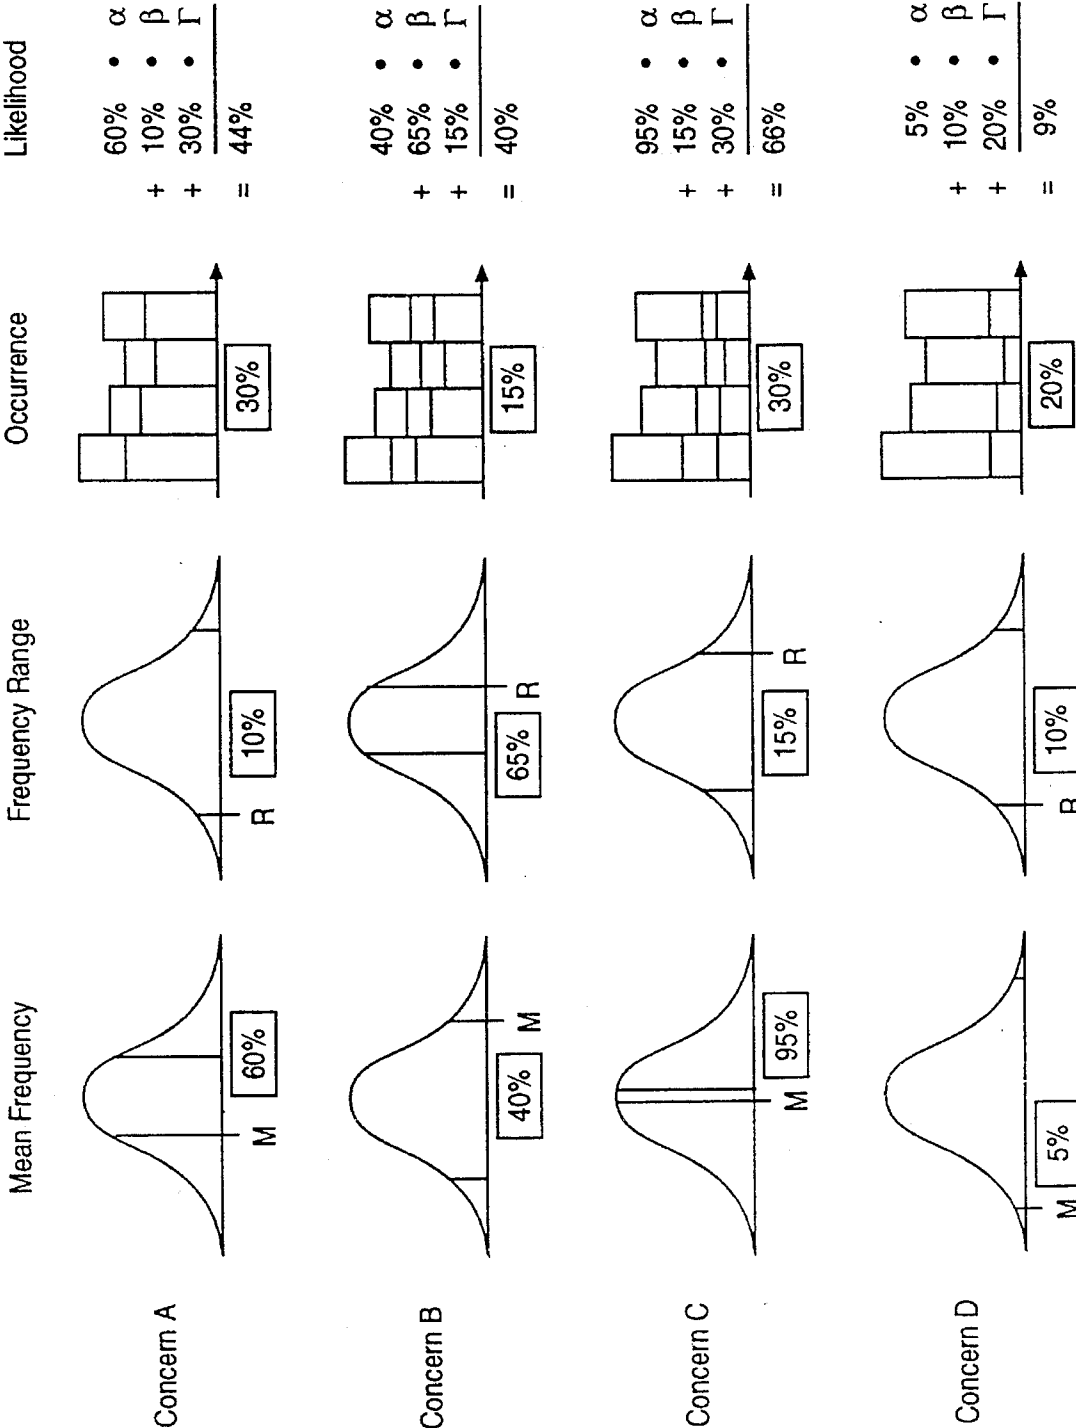 Mean Frequency Frequency Range Occurrence Likelihood
Concern A
M
60%
R
10%
30%
60% • α
+ 10% • β
+ 30% • Γ
= 44%
Concern B
M
40%
R
65%
15%
40% • α
+ 65% • β
+ 15% • Γ
= 40%
Concern C
M
95%
R
15%
30%
95% • α
+ 15% • β
+ 30% • Γ
= 66%
Concern D
M
5%
R
10%
20%
5% • α
+ 10% • β
+ 20% • Γ
= 9%